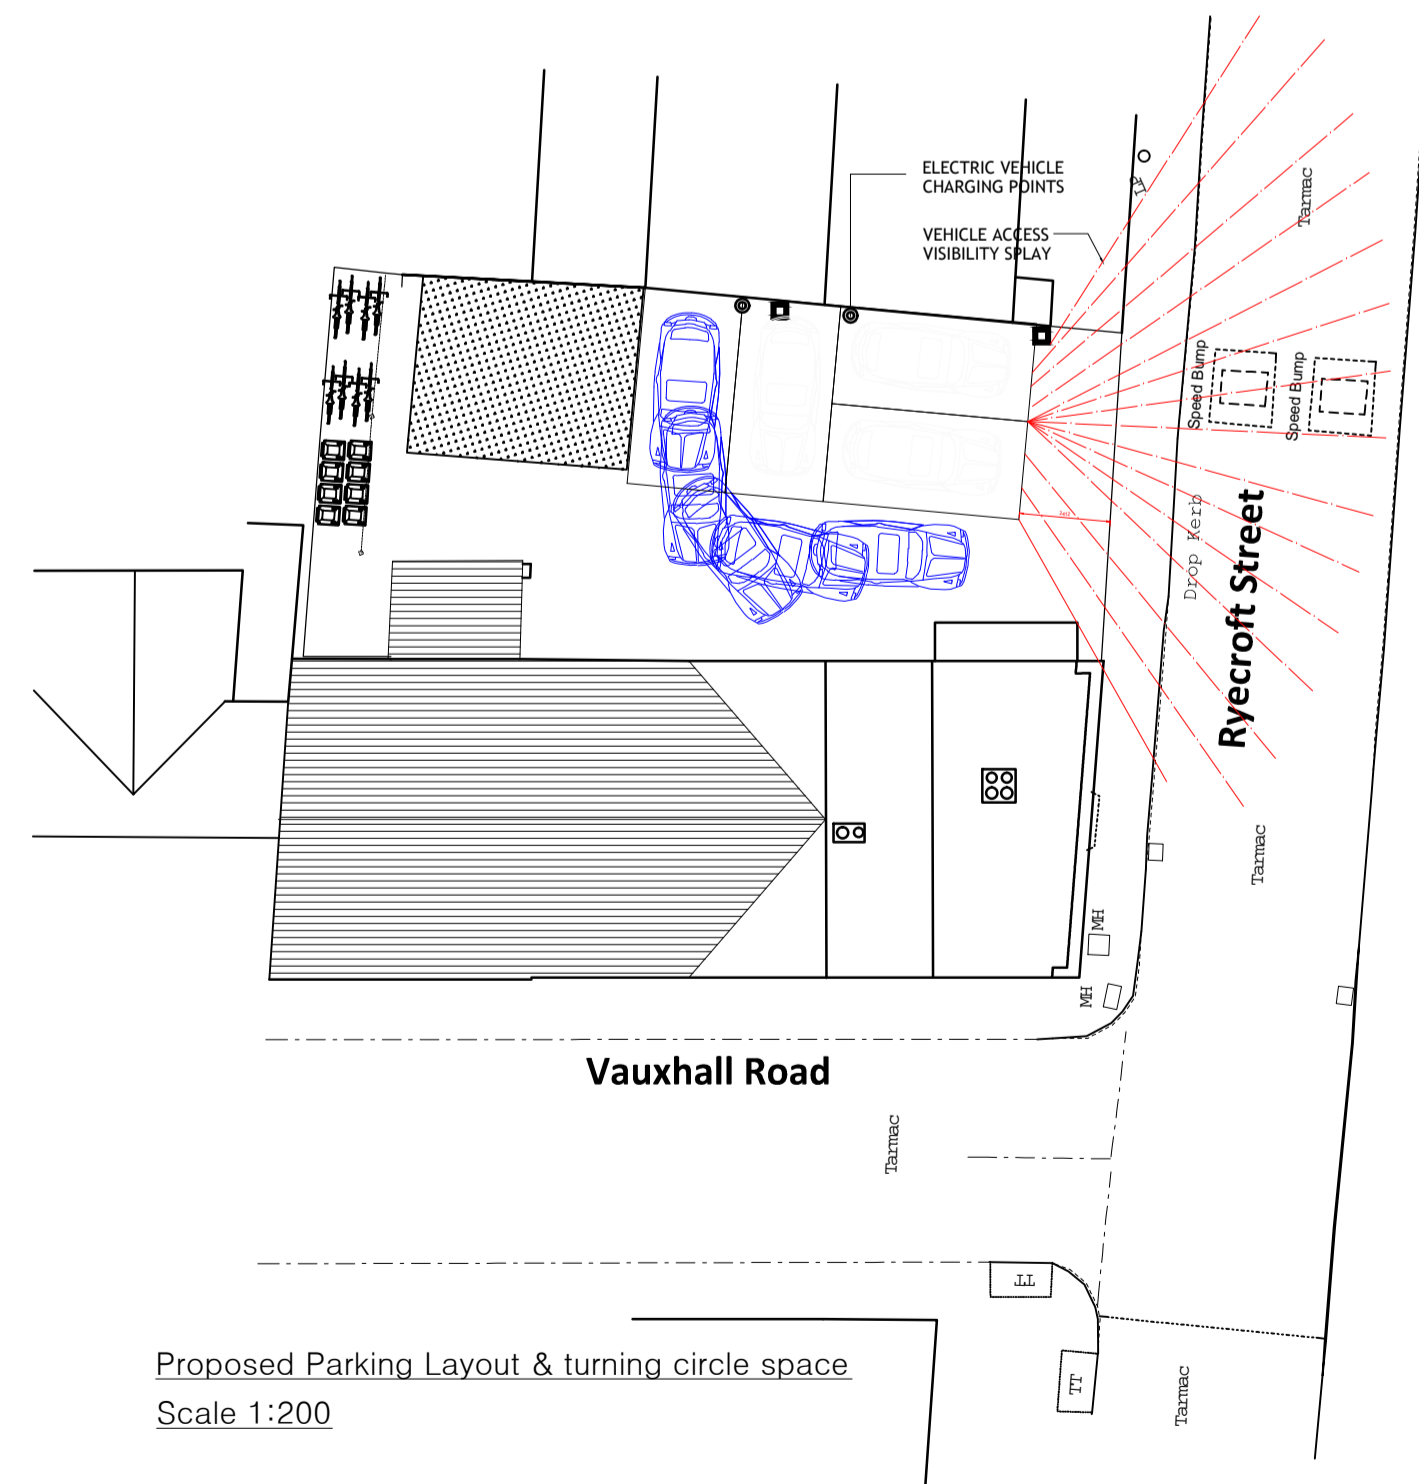 ELECTRIC VEHICLE
CHARGING POINTS
VEHICLE ACCESS
VISIBILITY SPLAY
LP
Tarmac
Speed Bump
Speed Bump
Drop Kerb
Ryecroft Street
Tarmac
MH
MH
Vauxhall Road
Tarmac
TT
TT
Tarmac
Proposed Parking Layout & turning circle space
Scale 1:200